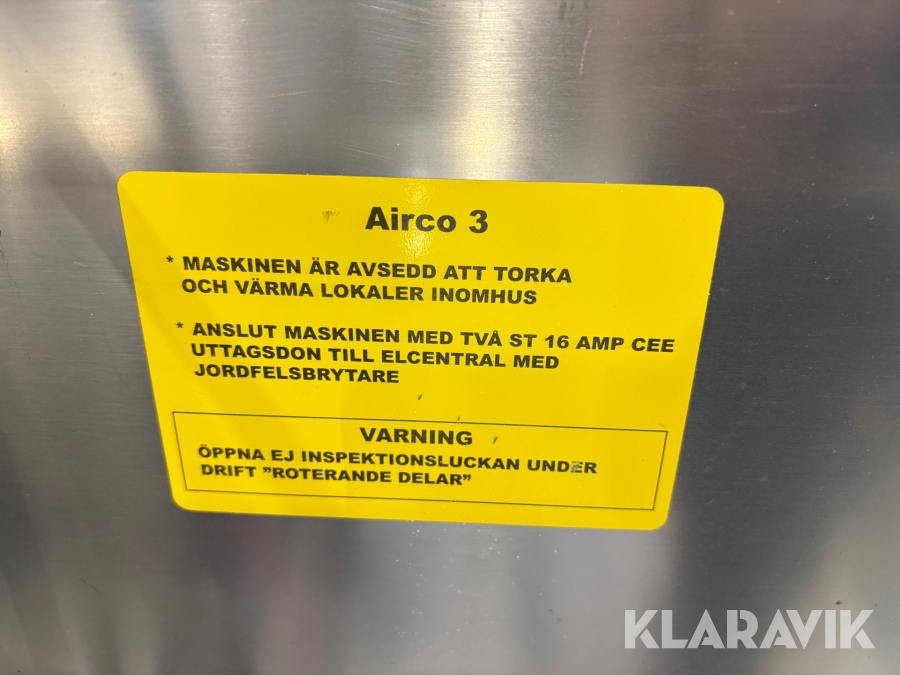 Airco 3
* MASKINEN ÄR AVSEDD ATT TORKA
OCH VÄRMA LOKALER INOMHUS
* ANSLUT MASKINEN MED TVÅ ST 16 AMP CEE
UTTAGSDON TILL ELCENTRAL MED
JORDFELSBRYTARE
VARNING
ÖPPNA EJ INSPEKTIONSLUCKAN UNDER
DRIFT ”ROTERANDE DELAR”
KLARAVIK